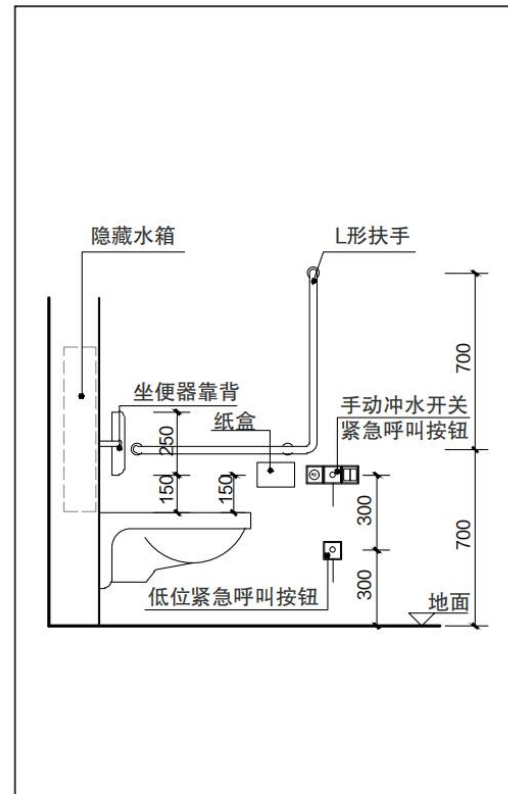 隐藏水箱
L形扶手
坐便器靠背
纸盒
手动冲水开关
紧急呼叫按钮
250
150
150
700
300
700
300
低位紧急呼叫按钮
地面